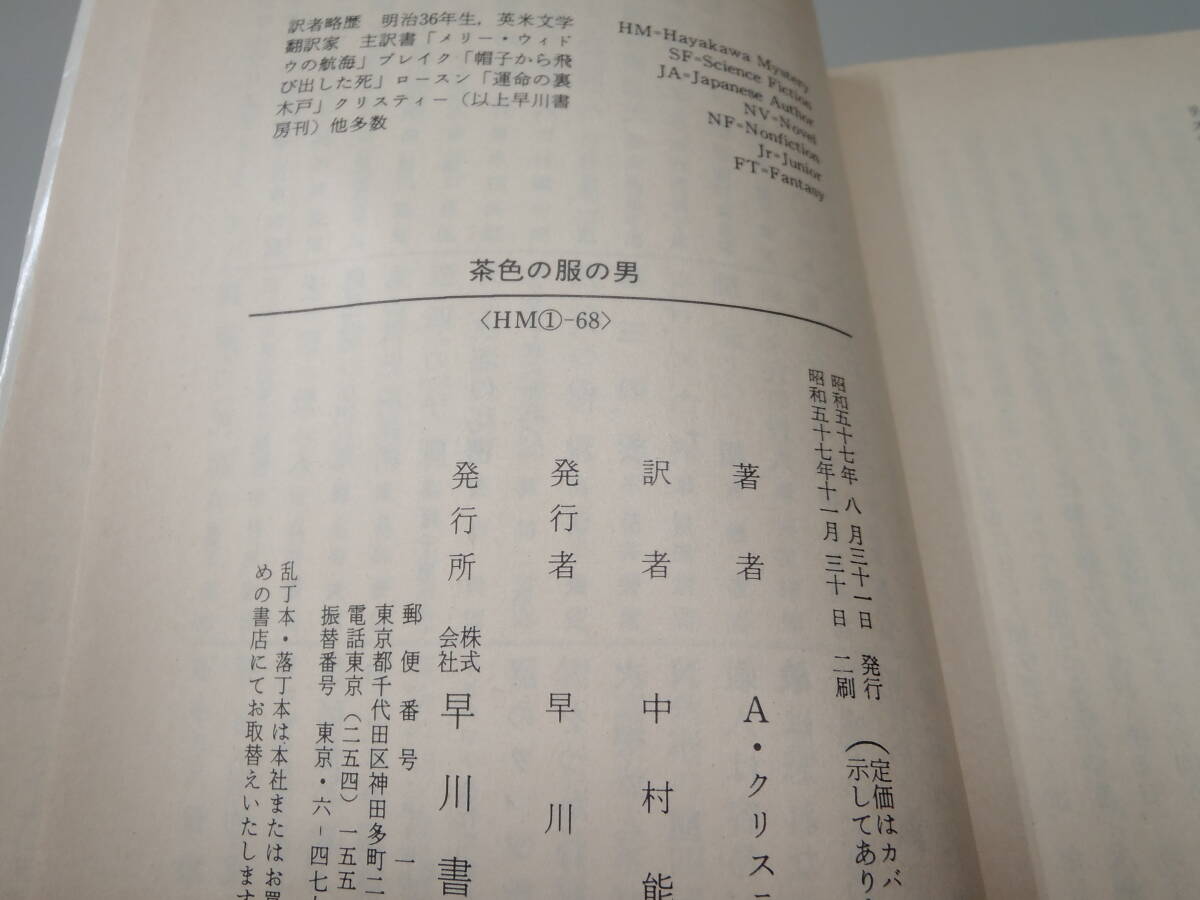 訳者略歴　明治36年生，英米文学
翻訳家　主訳書「メリー・ウィド
ウの航海」ブレイク「帽子から飛
び出した死」ロースン「運命の裏
木戸」クリスティー（以上早川書
房刊）他多数
HM=Hayakawa Mystery
SF=Science Fiction
JA=Japanese Author
NV=Novel
NF=Nonfiction
Jr=Junior
FT=Fantasy
茶色の服の男
〈HM①-68〉
昭和五十七年 八 月三十一日 発行
昭和五十七年十一月 三十 日 二刷
（定価はカバ
示してあり
著者 A・クリス
訳者 中村能
発行者 早川
発行所 株式会社 早川書
郵便番号 一
東京都千代田区神田多町二
電話東京（二五四）一五五
振替番号 東京・六－四七
乱丁本・落丁本は本社またはお買
めの書店にてお取替えいたします